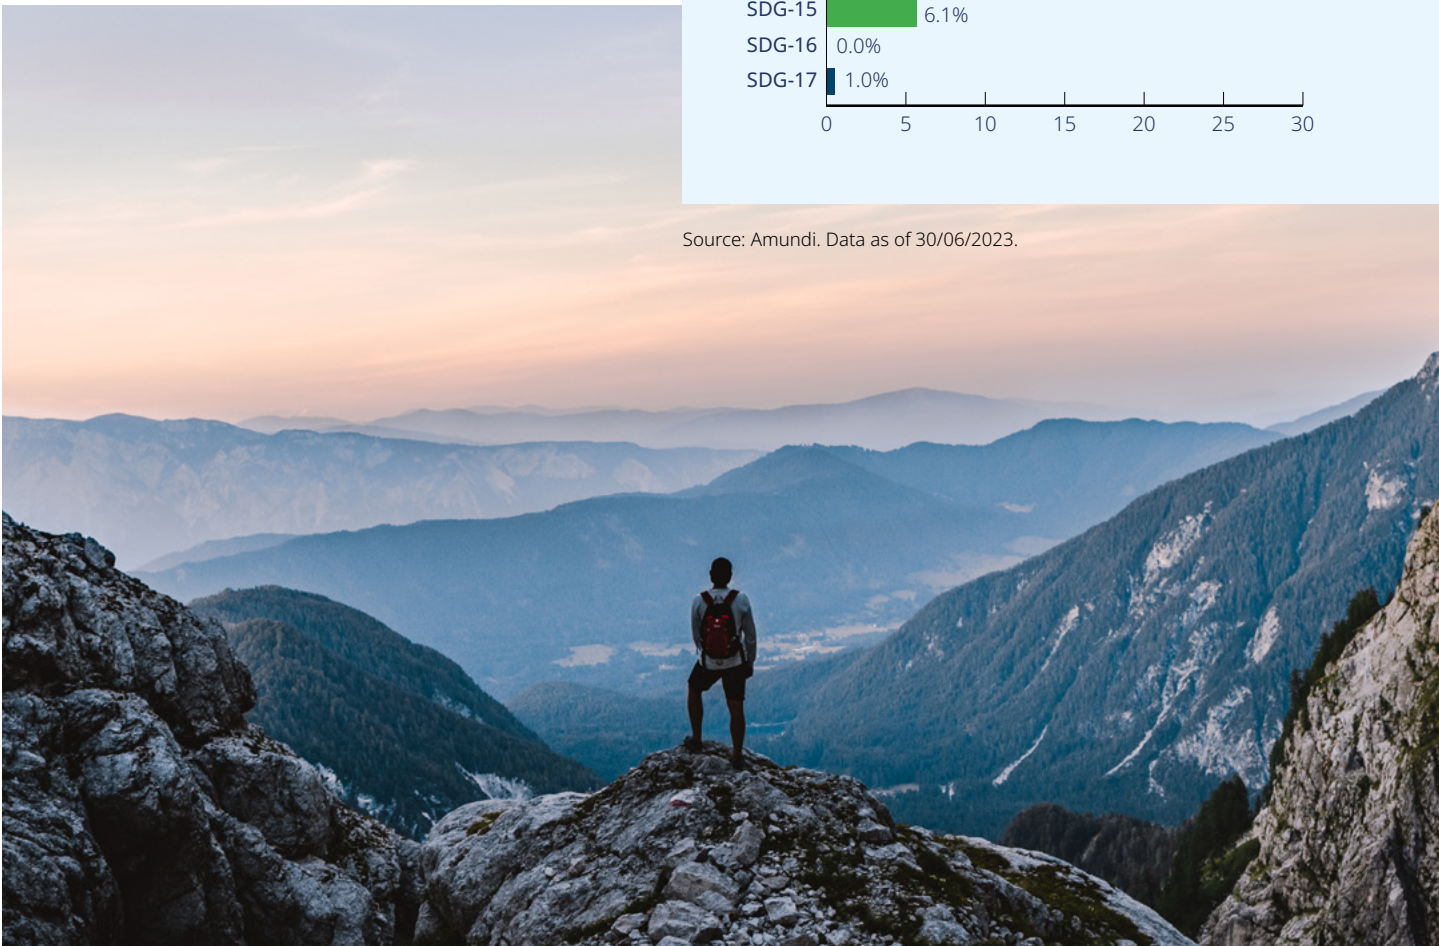 SDG-15 6.1%
SDG-16 0.0%
SDG-17 1.0%
0 5 10 15 20 25 30
Source: Amundi. Data as of 30/06/2023.